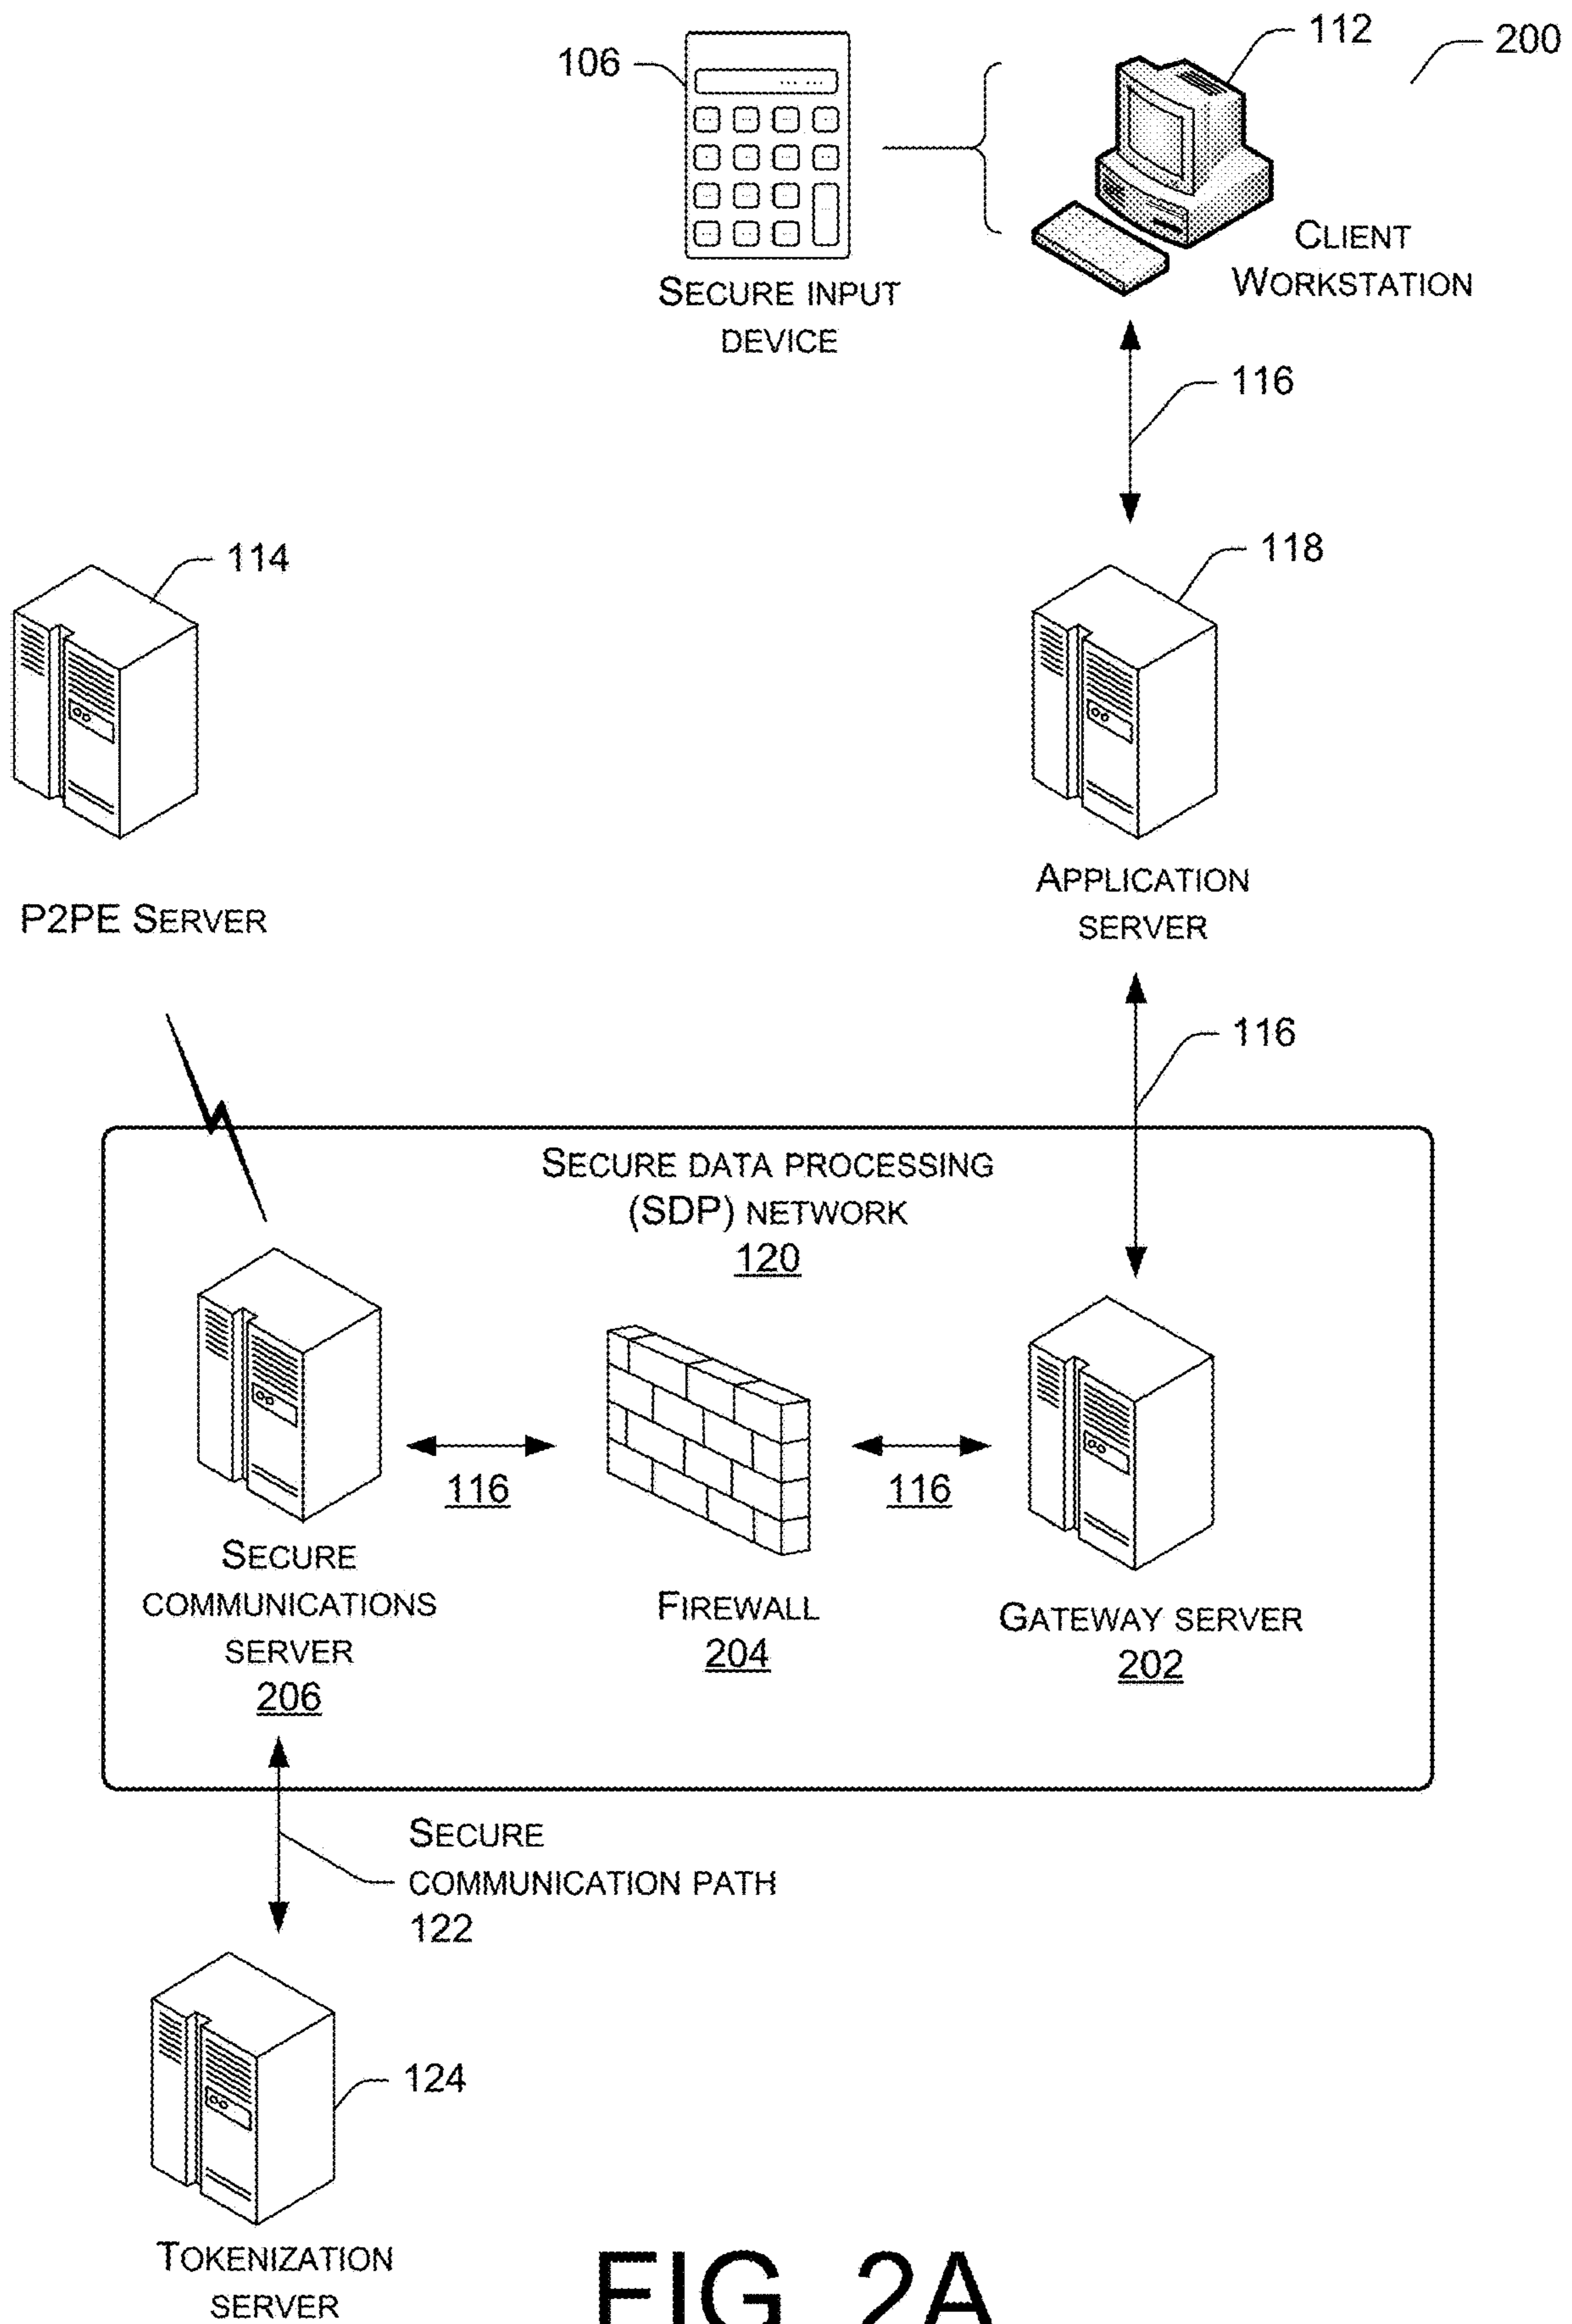 106
112
200
SECURE INPUT
DEVICE
CLIENT
WORKSTATION
116
114
118
P2PE SERVER
APPLICATION
SERVER
116
SECURE DATA PROCESSING
(SDP) NETWORK
120
116
116
SECURE
COMMUNICATIONS
SERVER
206
FIREWALL
204
GATEWAY SERVER
202
SECURE
COMMUNICATION PATH
122
124
TOKENIZATION
SERVER
FIG. 2A